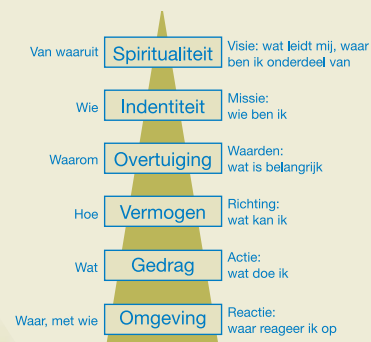 Van waaruit Spiritualiteit Visie: wat leidt mij, waar
ben ik onderdeel van
Wie Indentiteit Missie:
wie ben ik
Waarom Overtuiging Waarden:
wat is belangrijk
Hoe Vermogen Richting:
wat kan ik
Wat Gedrag Actie:
wat doe ik
Waar, met wie Omgeving Reactie:
waar reageer ik op